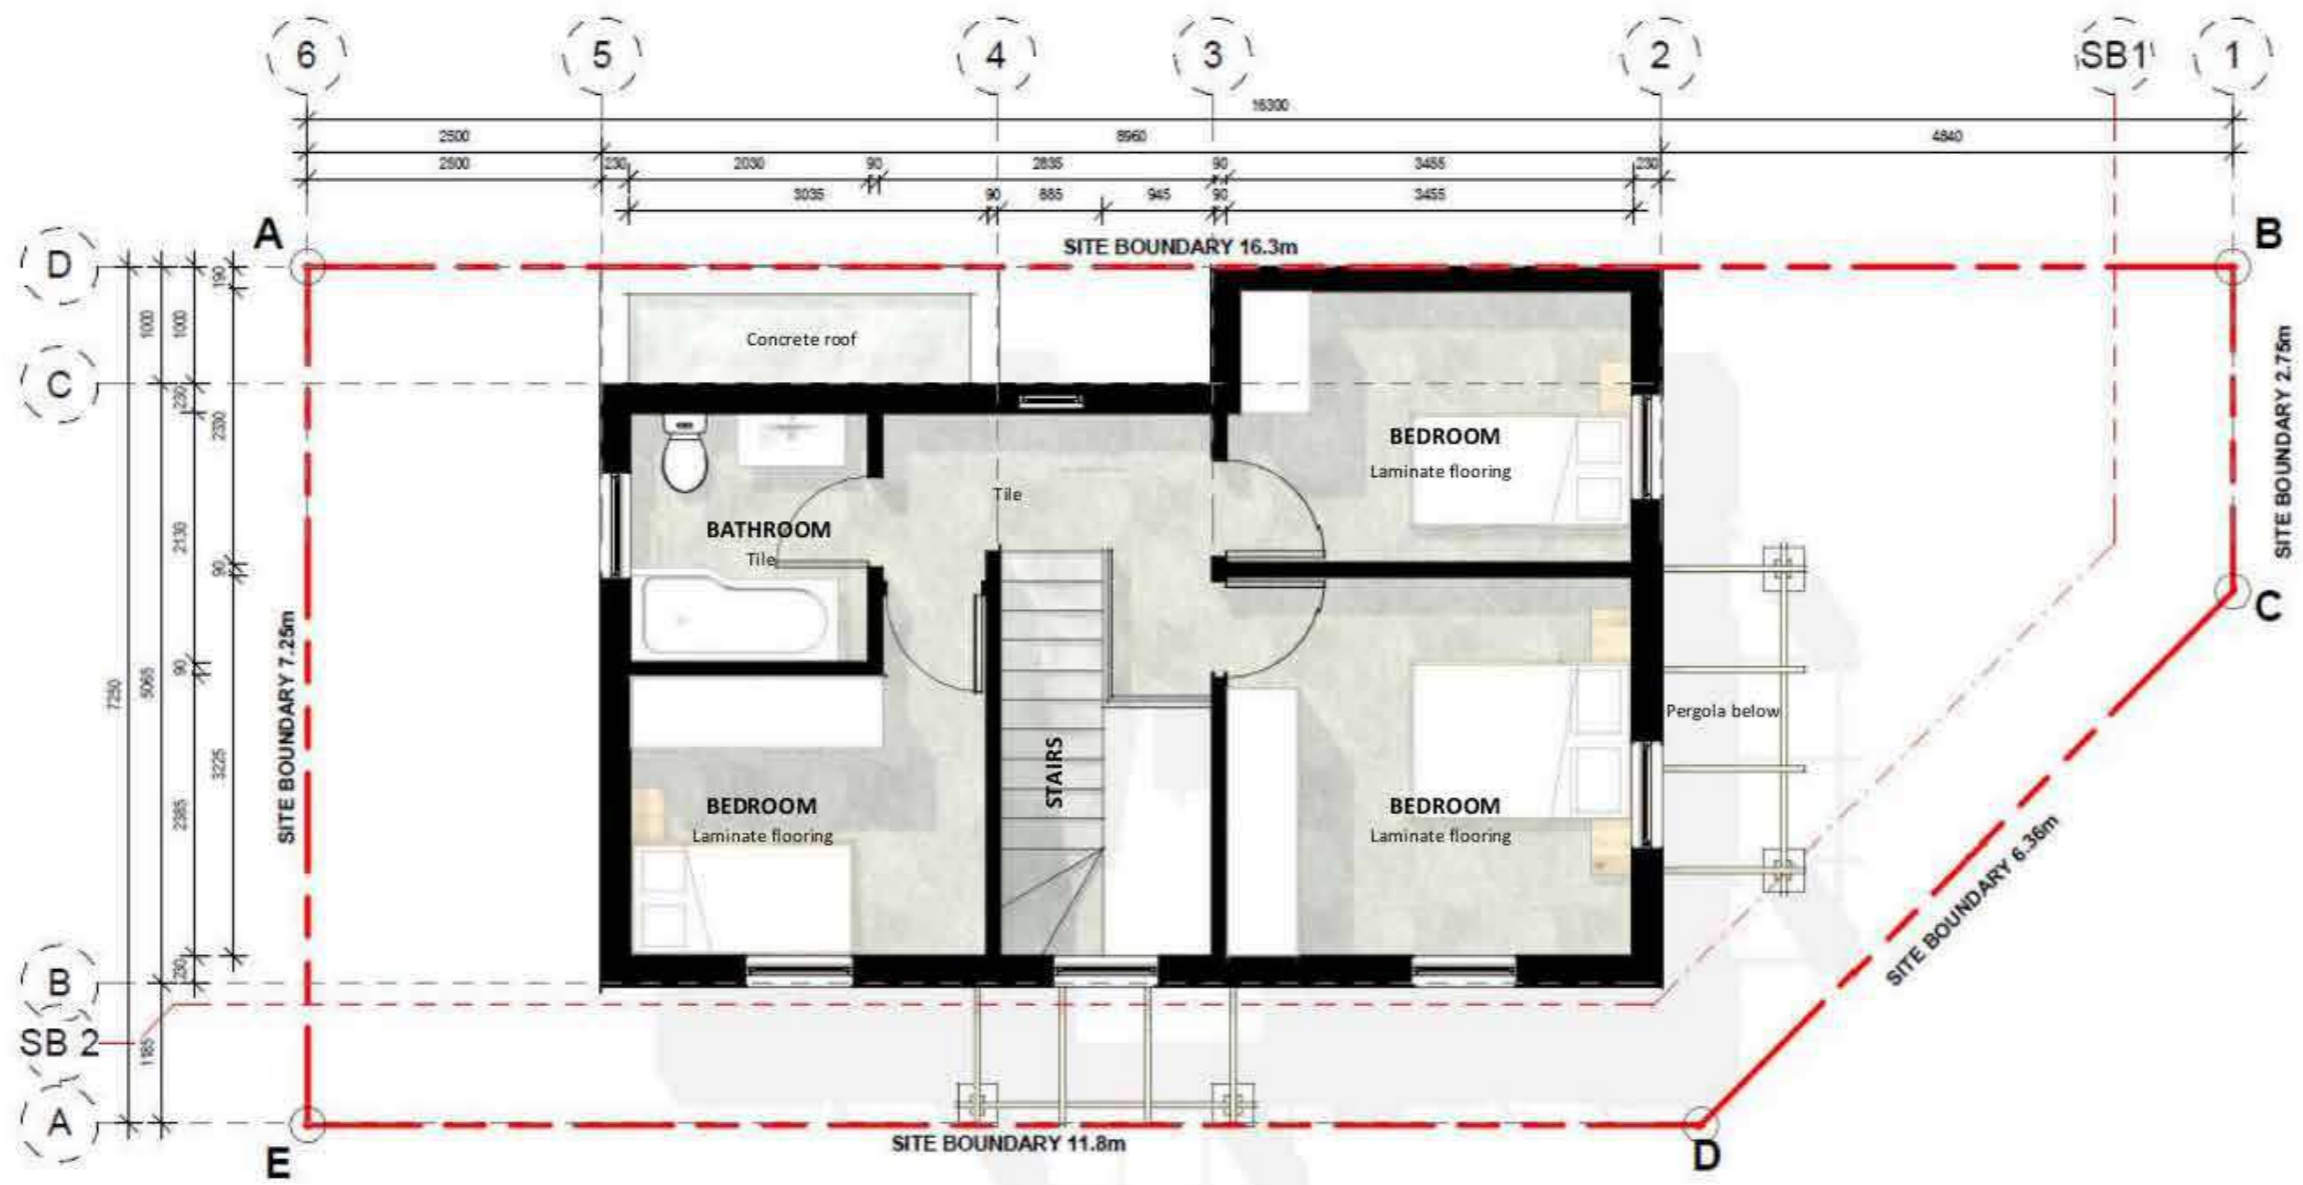 6 5 4 3 2 SB1 1
16300
2500 8960 4840
2500 230 2030 90 2835 90 3455 230
3035 90 885 945 90 3455
A SITE BOUNDARY 16.3m B
D
190
1000 1000
Concrete roof
C
230
2330
SITE BOUNDARY 2.75m
BEDROOM
Laminate flooring
Tile
BATHROOM
Tile
2130
90
C
7250 5065
90
SITE BOUNDARY 7.25m
Pergola below
3225
STAIRS
2385
BEDROOM
Laminate flooring
BEDROOM
Laminate flooring
SITE BOUNDARY 6.36m
B
230
SB 2
1185
A
SITE BOUNDARY 11.8m
E
D